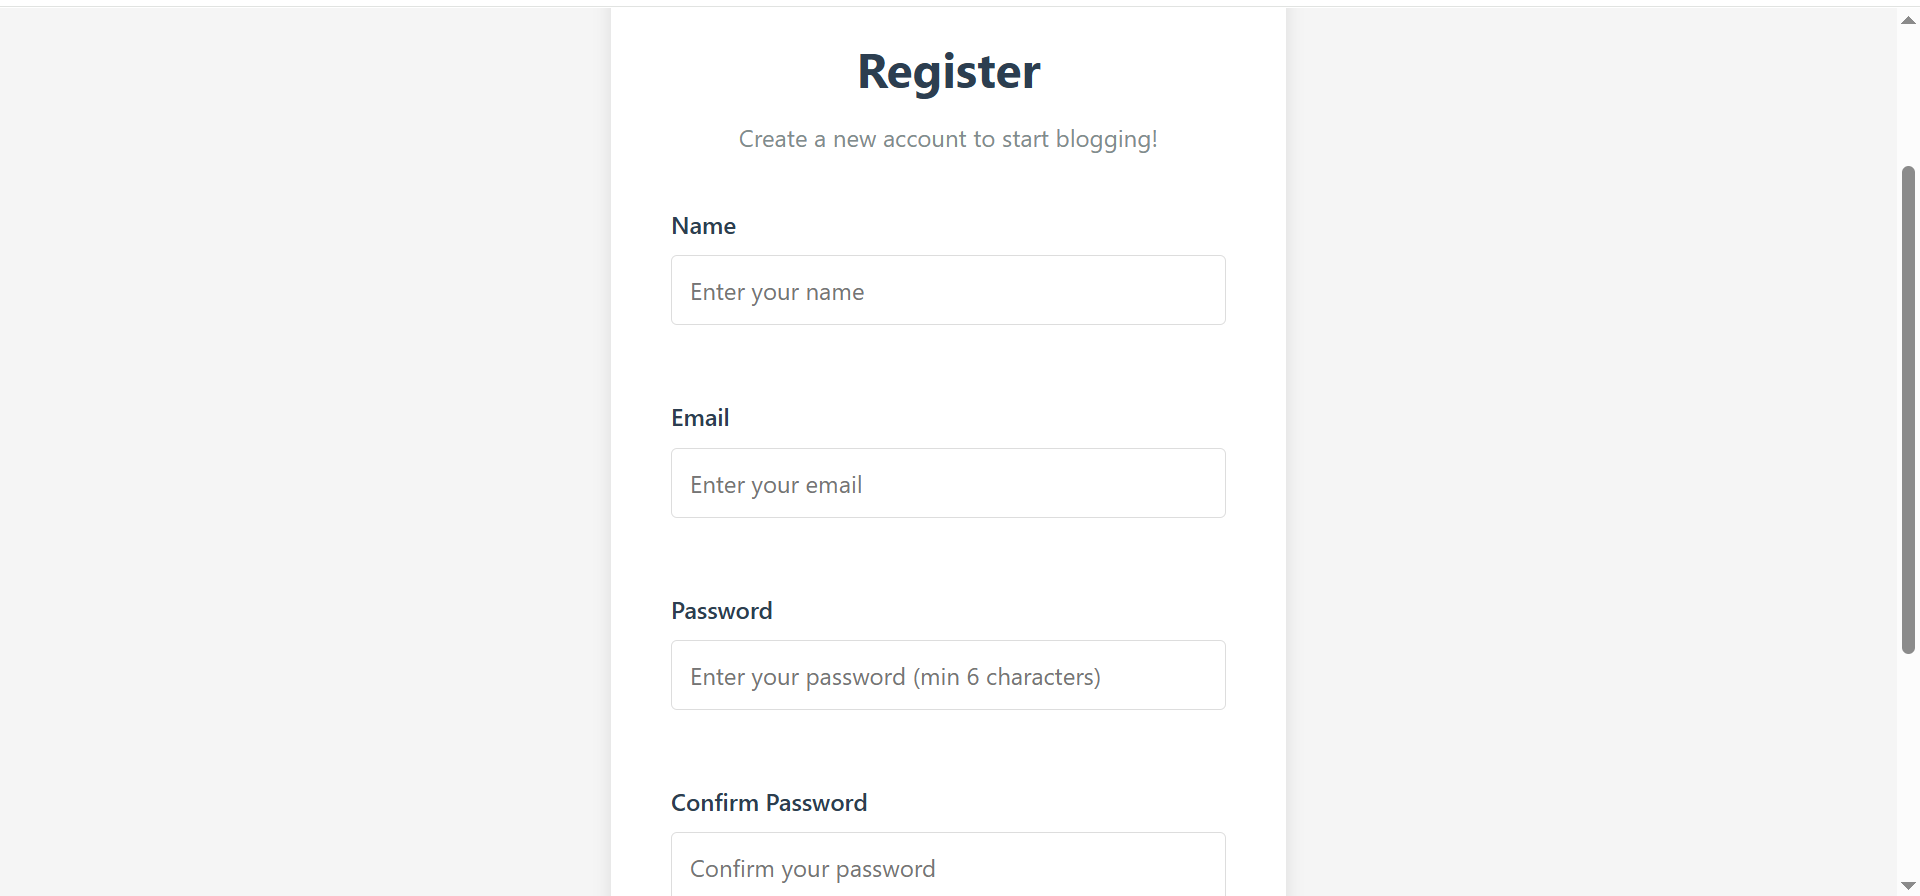 Register
Create a new account to start blogging!
Name
Enter your name
Email
Enter your email
Password
Enter your password (min 6 characters)
Confirm Password
Confirm your password